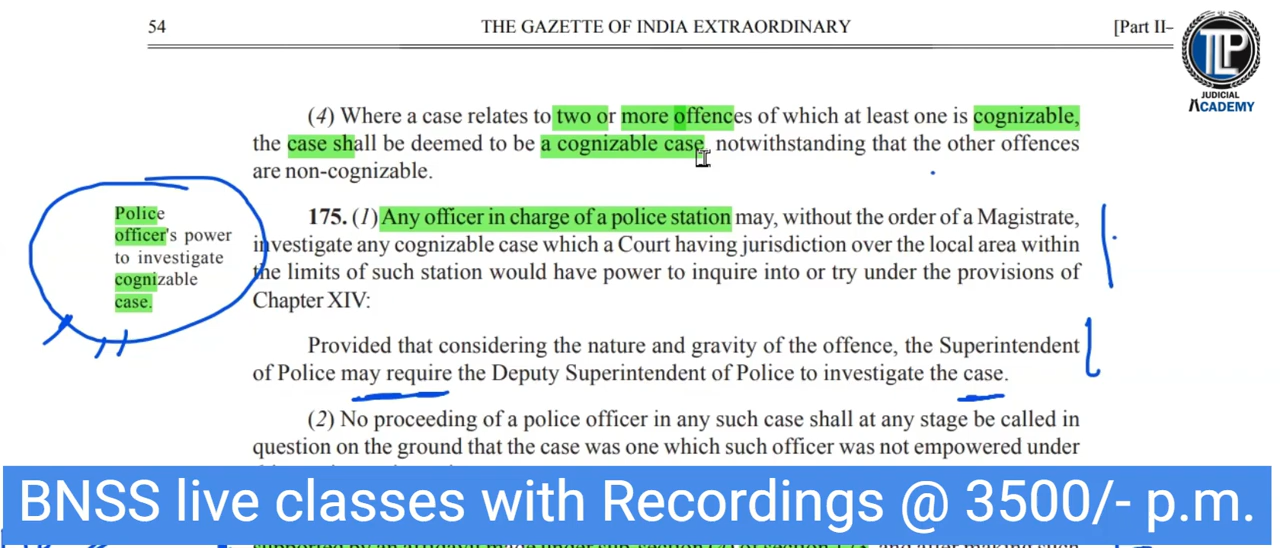 54 THE GAZETTE OF INDIA EXTRAORDINARY [Part II–
TLP
JUDICIAL
ACADEMY
(4) Where a case relates to two or more offences of which at least one is cognizable,
the case shall be deemed to be a cognizable case, notwithstanding that the other offences
are non-cognizable.
Police
officer's power
to investigate
cognizable
case.
175. (1) Any officer in charge of a police station may, without the order of a Magistrate,
investigate any cognizable case which a Court having jurisdiction over the local area within
the limits of such station would have power to inquire into or try under the provisions of
Chapter XIV:
Provided that considering the nature and gravity of the offence, the Superintendent
of Police may require the Deputy Superintendent of Police to investigate the case.
(2) No proceeding of a police officer in any such case shall at any stage be called in
question on the ground that the case was one which such officer was not empowered under
BNSS live classes with Recordings @ 3500/- p.m.